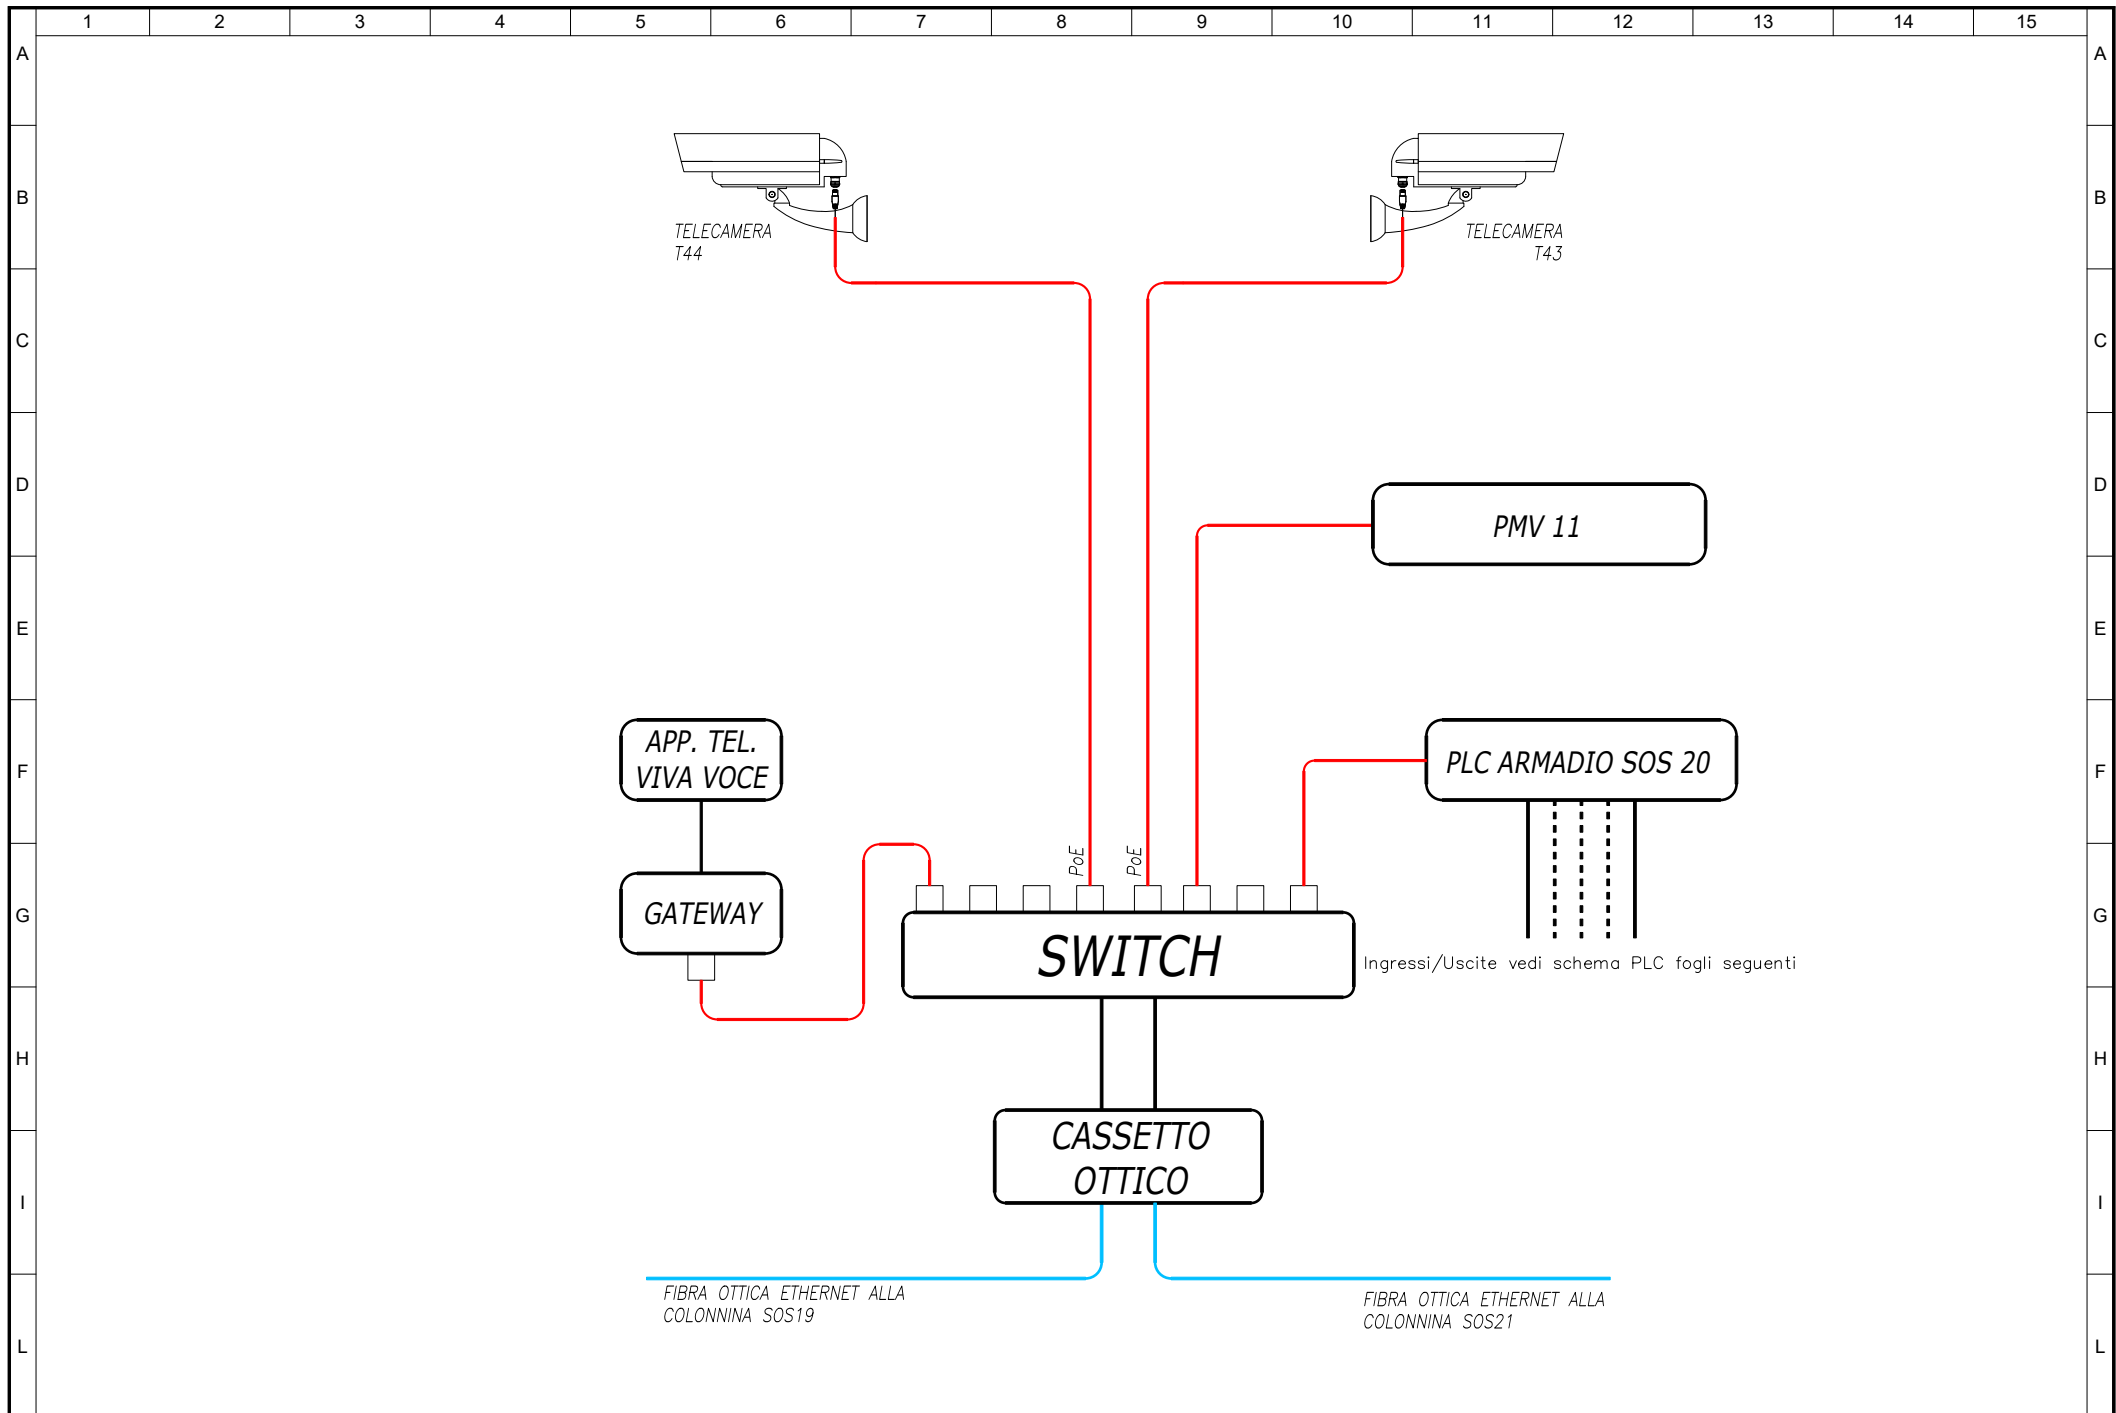 1 2 3 4 5 6 7 8 9 10 11 12 13 14 15
A A
B B
TELECAMERA
T44
TELECAMERA
T43
C C
D D
PMV 11
E E
APP. TEL.
VIVA VOCE
PLC ARMADIO SOS 20
F F
PoE PoE
GATEWAY
SWITCH
G G
Ingressi/Uscite vedi schema PLC fogli seguenti
H H
CASSETTO
OTTICO
I I
FIBRA OTTICA ETHERNET ALLA
COLONNINA SOS19
FIBRA OTTICA ETHERNET ALLA
COLONNINA SOS21
L L